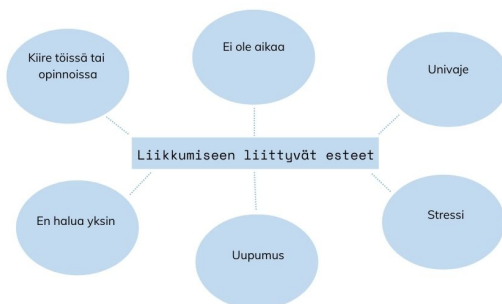 Kiire töissä tai
opinnoissa
Ei ole aikaa
Univaje
Liikkumiseen liittyvät esteet
En halua yksin
Uupumus
Stressi